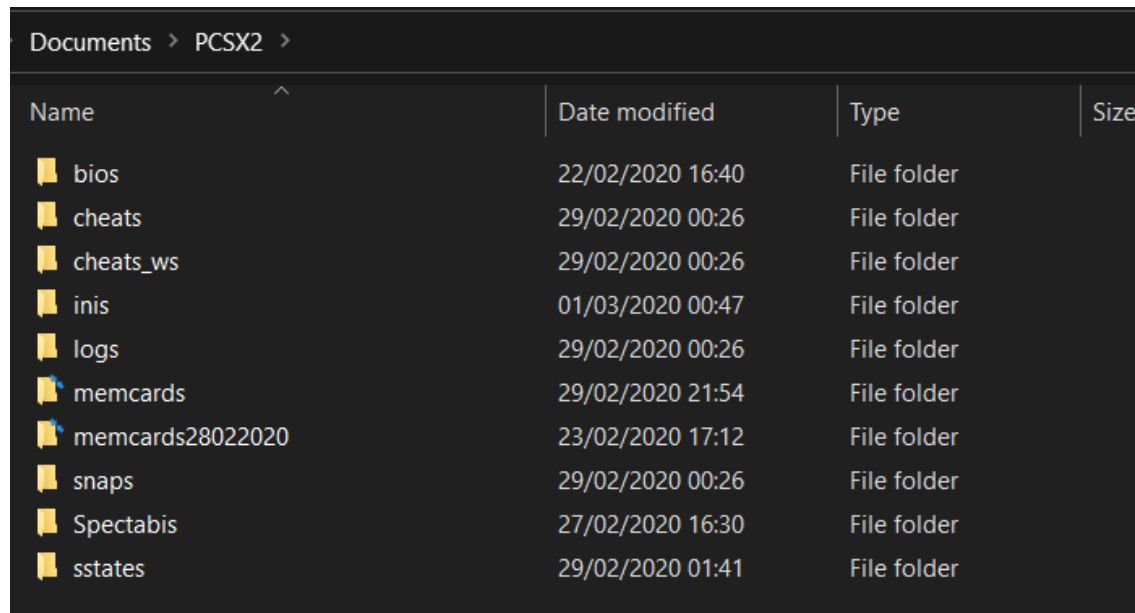 Documents > PCSX2 >
Name Date modified Type Size
bios 22/02/2020 16:40 File folder
cheats 29/02/2020 00:26 File folder
cheats_ws 29/02/2020 00:26 File folder
inis 01/03/2020 00:47 File folder
logs 29/02/2020 00:26 File folder
memcards 29/02/2020 21:54 File folder
memcards28022020 23/02/2020 17:12 File folder
snaps 29/02/2020 00:26 File folder
Spectabis 27/02/2020 16:30 File folder
sstates 29/02/2020 01:41 File folder